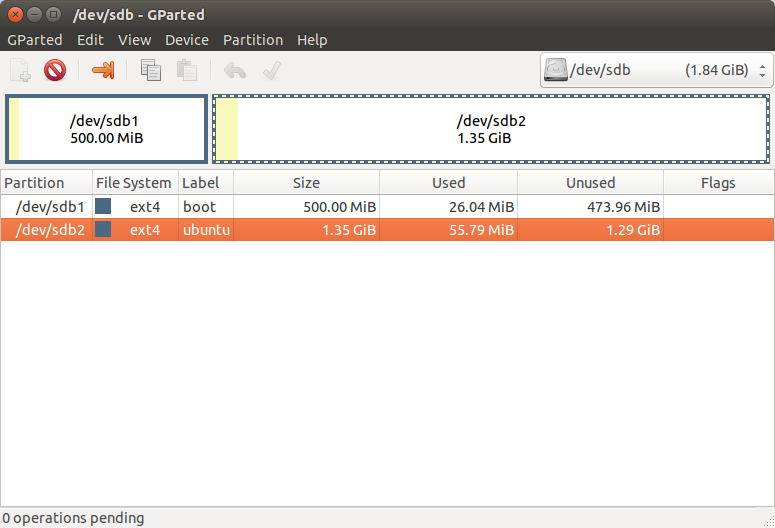 /dev/sdb - GParted
GParted Edit View Device Partition Help
/dev/sdb (1.84 GiB)
/dev/sdb1
500.00 MiB
/dev/sdb2
1.35 GiB
Partition File System Label Size Used Unused Flags
/dev/sdb1 ext4 boot 500.00 MiB 26.04 MiB 473.96 MiB
/dev/sdb2 ext4 ubuntu 1.35 GiB 55.79 MiB 1.29 GiB
0 operations pending